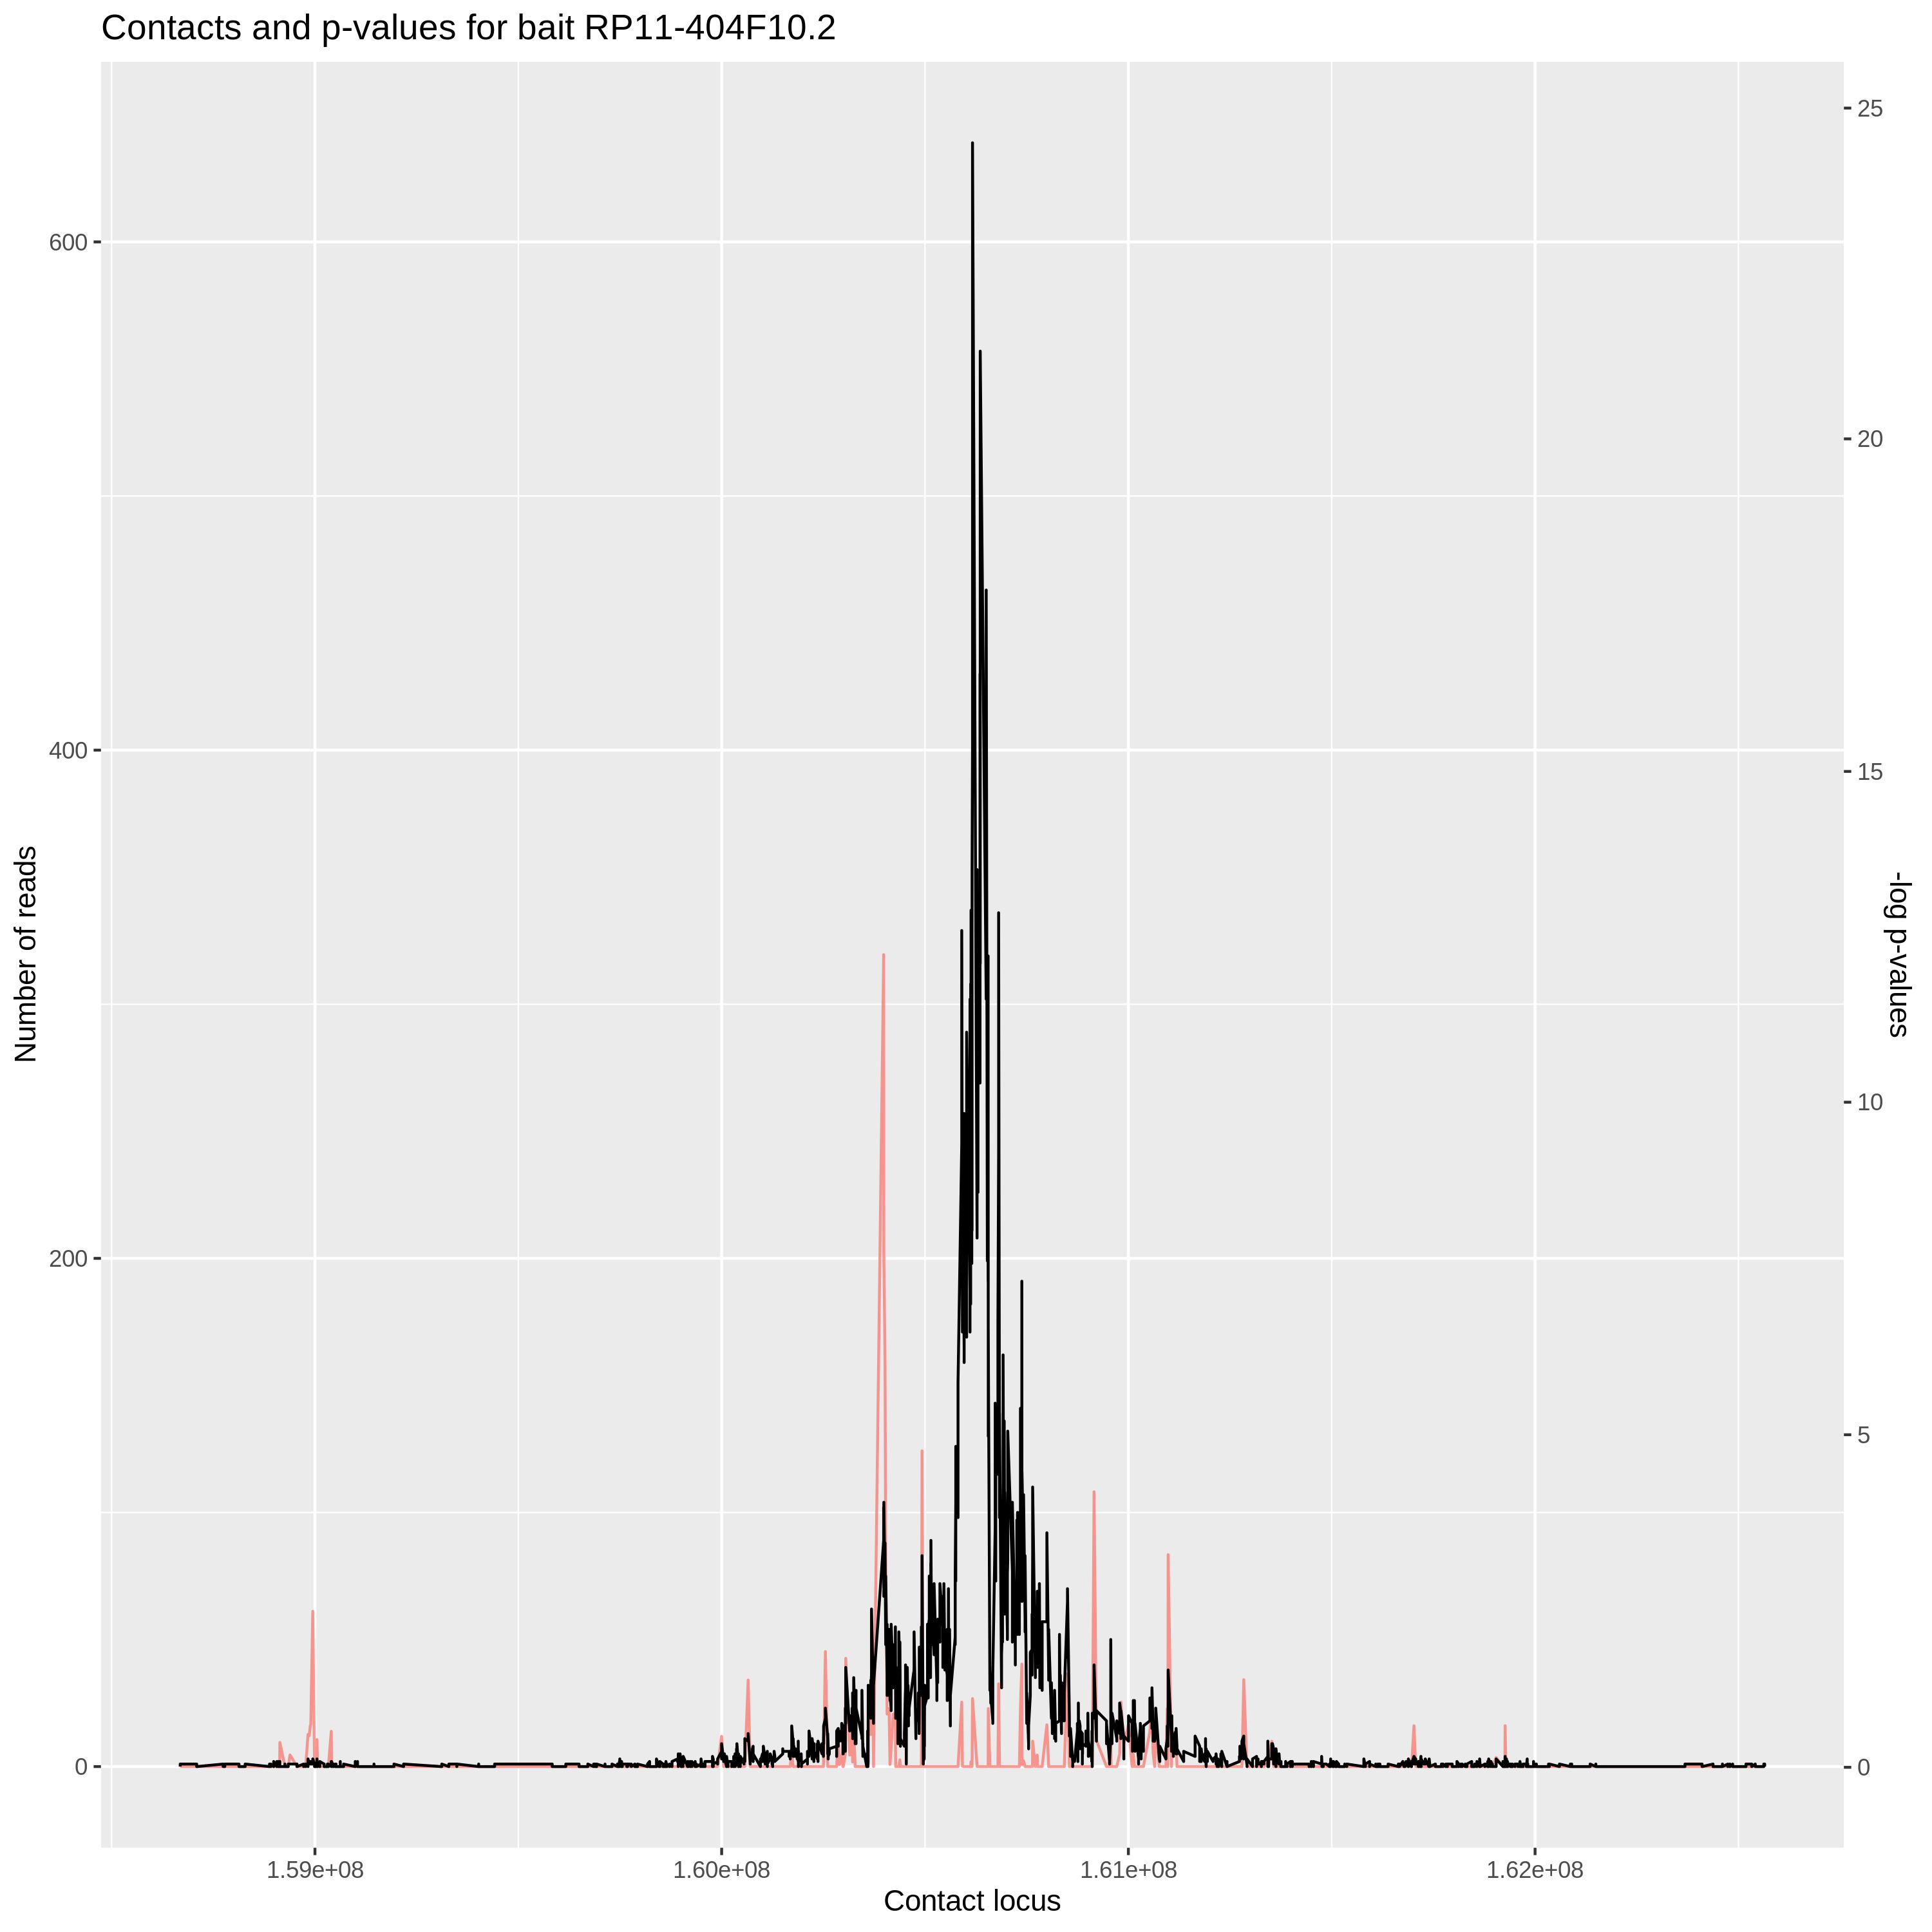 Contacts and p-values for bait RP11-404F10.2
600
400
200
0
Number of reads
25
20
15
10
5
0
-log p-values
1.59e+08
1.60e+08
1.61e+08
1.62e+08
Contact locus